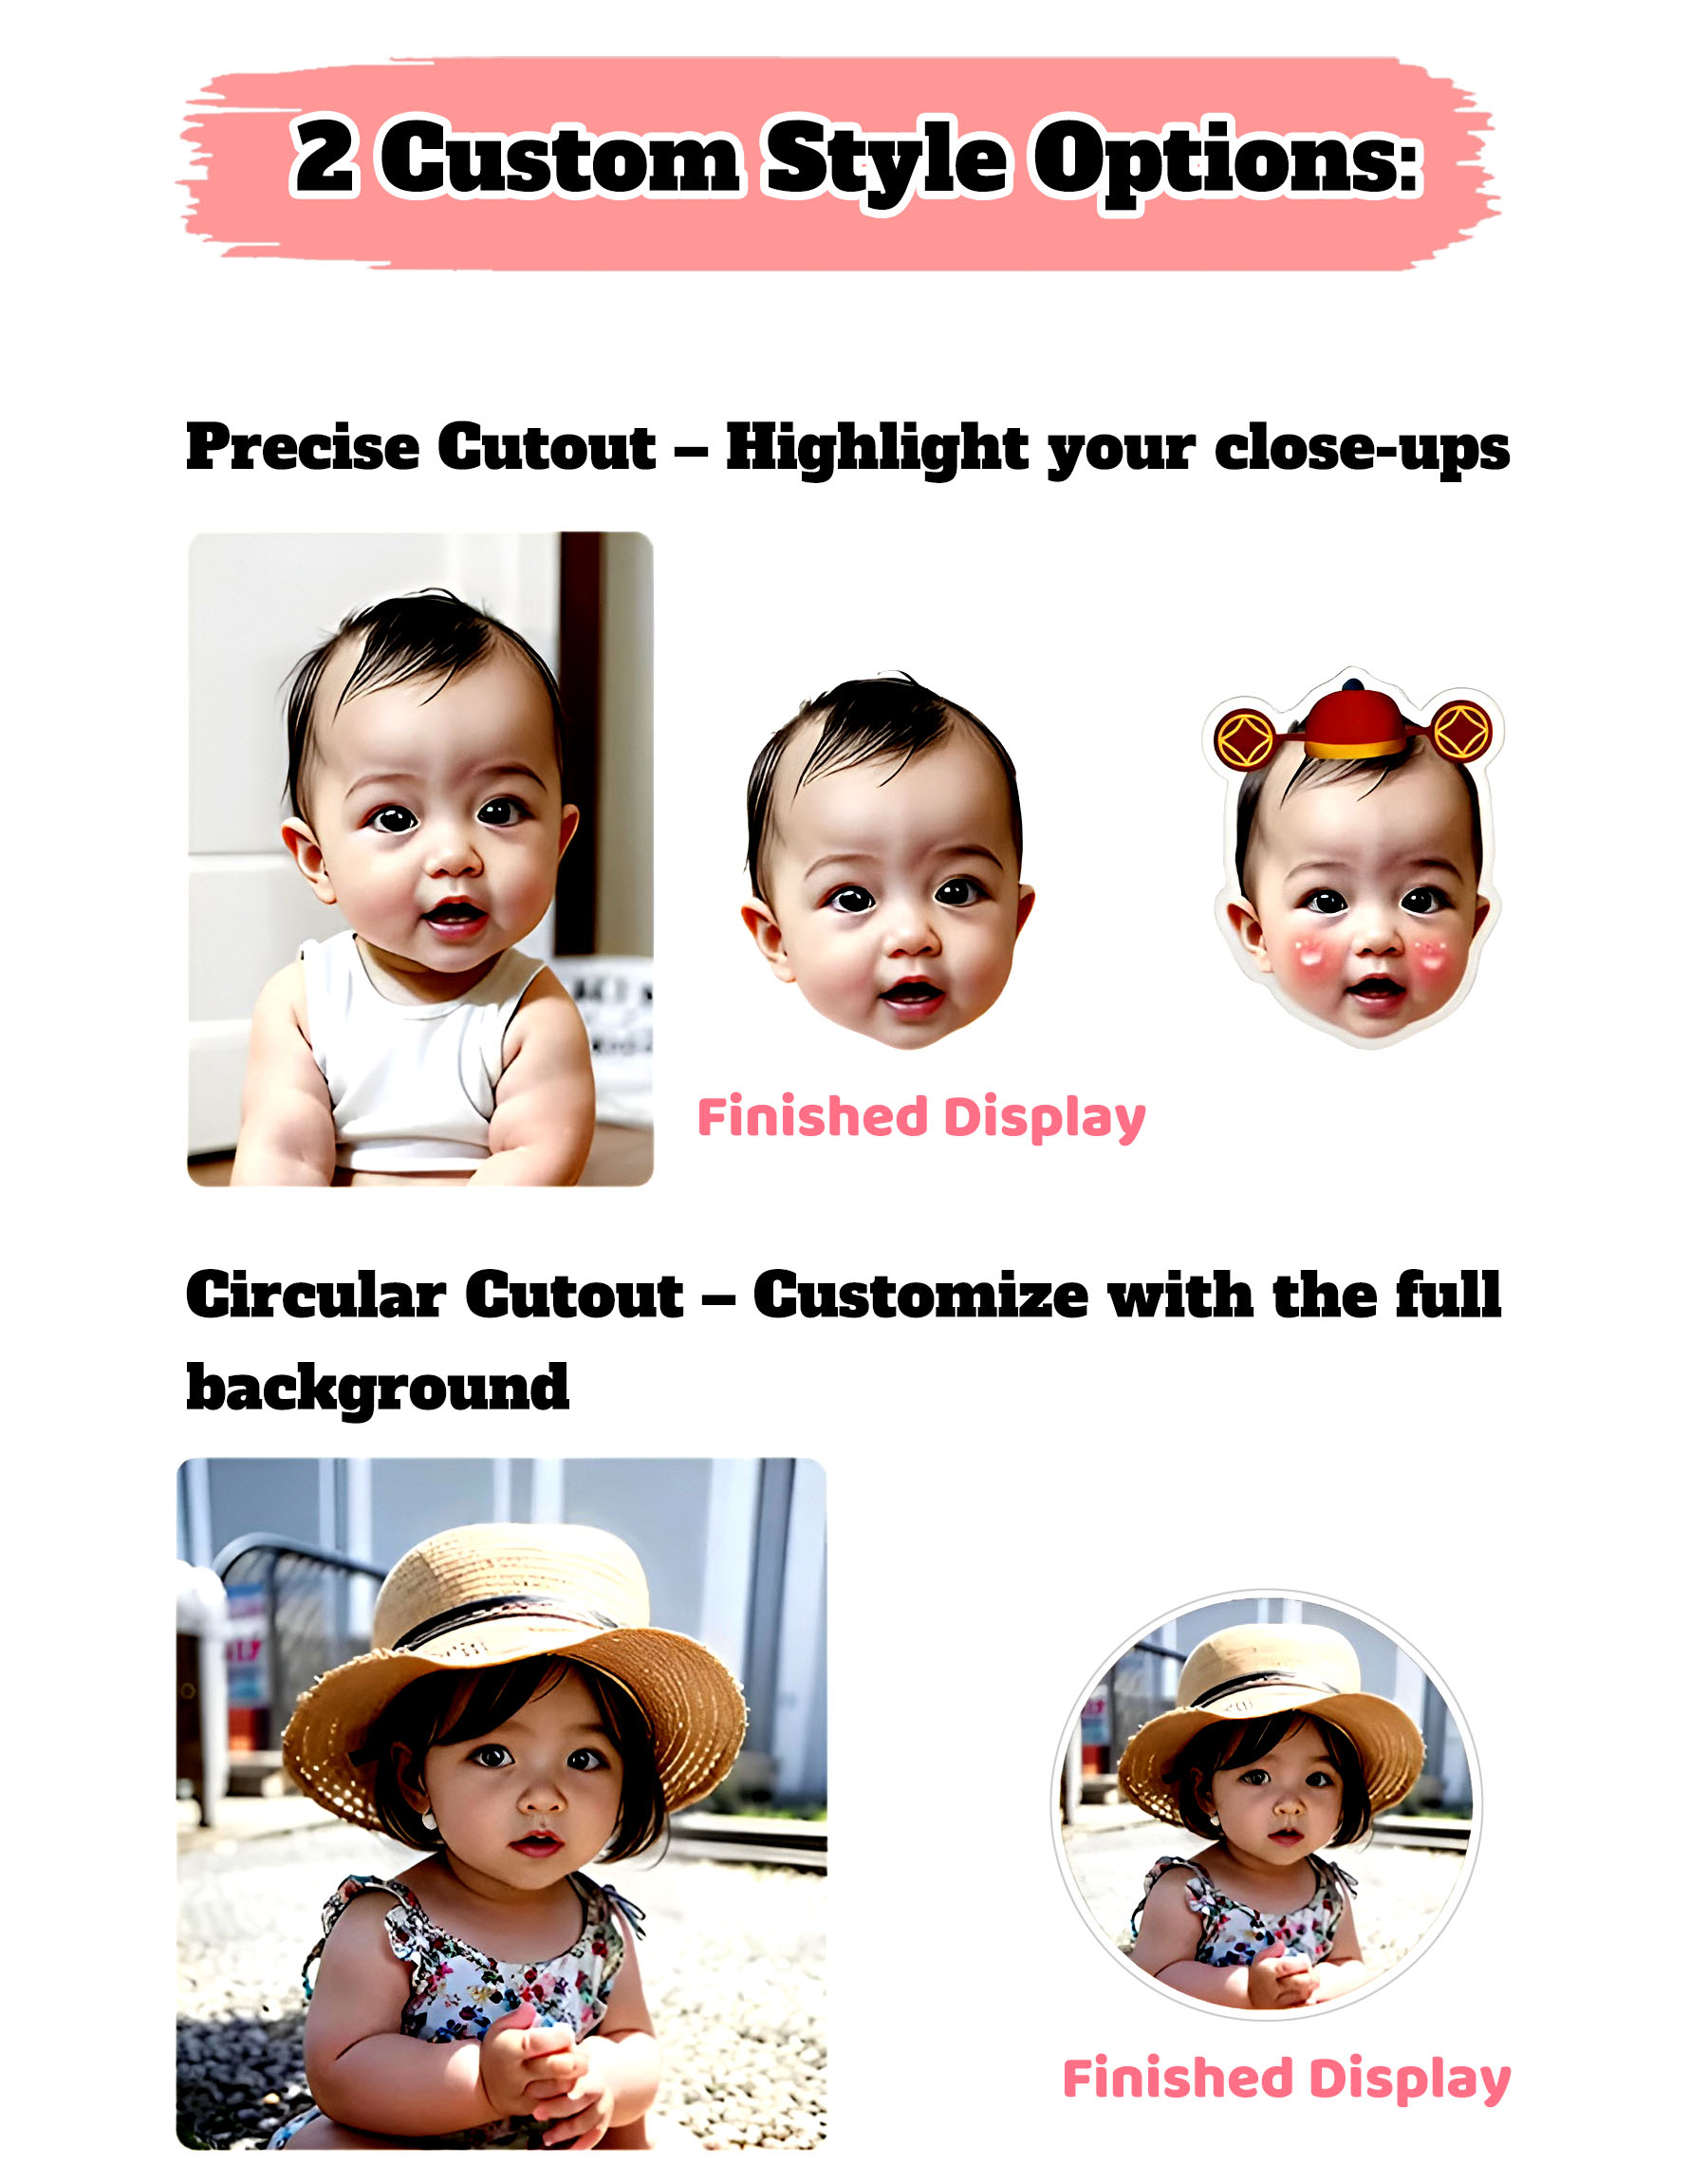 2 Custom Style Options:
Precise Cutout – Highlight your close-ups
Finished Display
Circular Cutout – Customize with the full
background
Finished Display